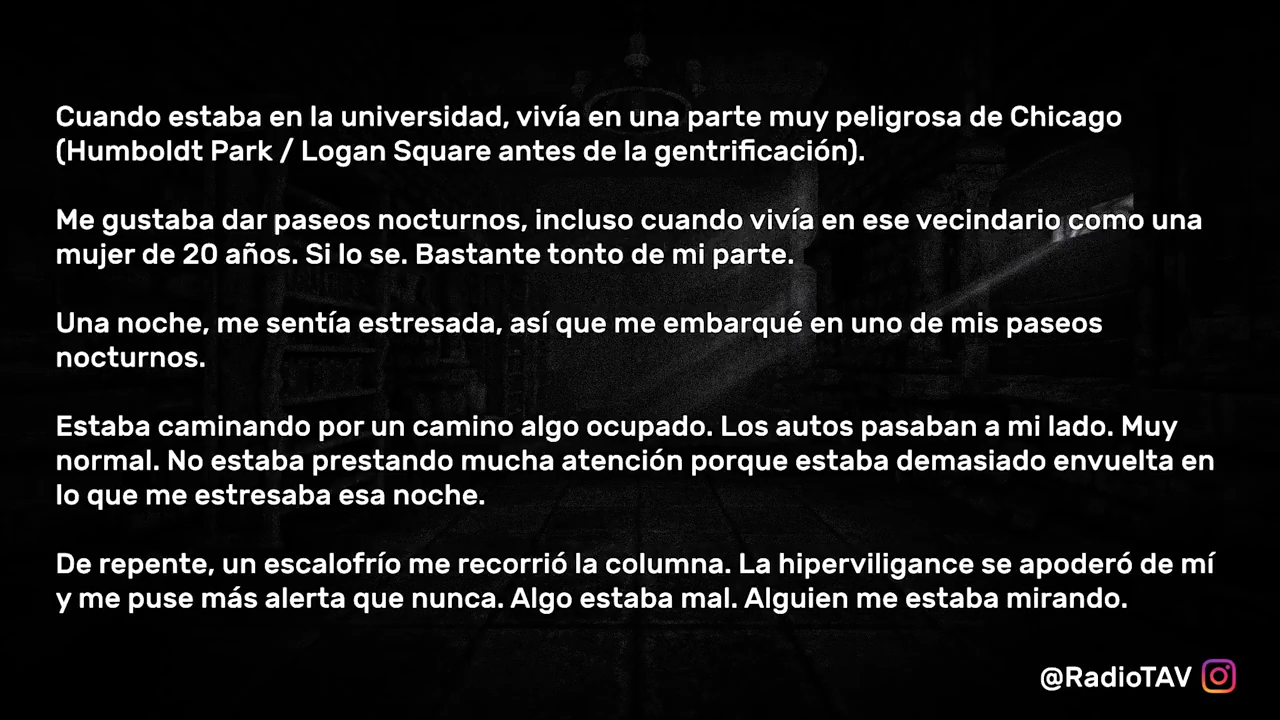 Cuando estaba en la universidad, vivía en una parte muy peligrosa de Chicago
(Humboldt Park / Logan Square antes de la gentrificación).
Me gustaba dar paseos nocturnos, incluso cuando vivía en ese vecindario como una
mujer de 20 años. Si lo se. Bastante tonto de mi parte.
Una noche, me sentía estresada, así que me embarqué en uno de mis paseos
nocturnos.
Estaba caminando por un camino algo ocupado. Los autos pasaban a mi lado. Muy
normal. No estaba prestando mucha atención porque estaba demasiado envuelta en
lo que me estresaba esa noche.
De repente, un escalofrío me recorrió la columna. La hiperviligance se apoderó de mí
y me puse más alerta que nunca. Algo estaba mal. Alguien me estaba mirando.
@RadioTAV